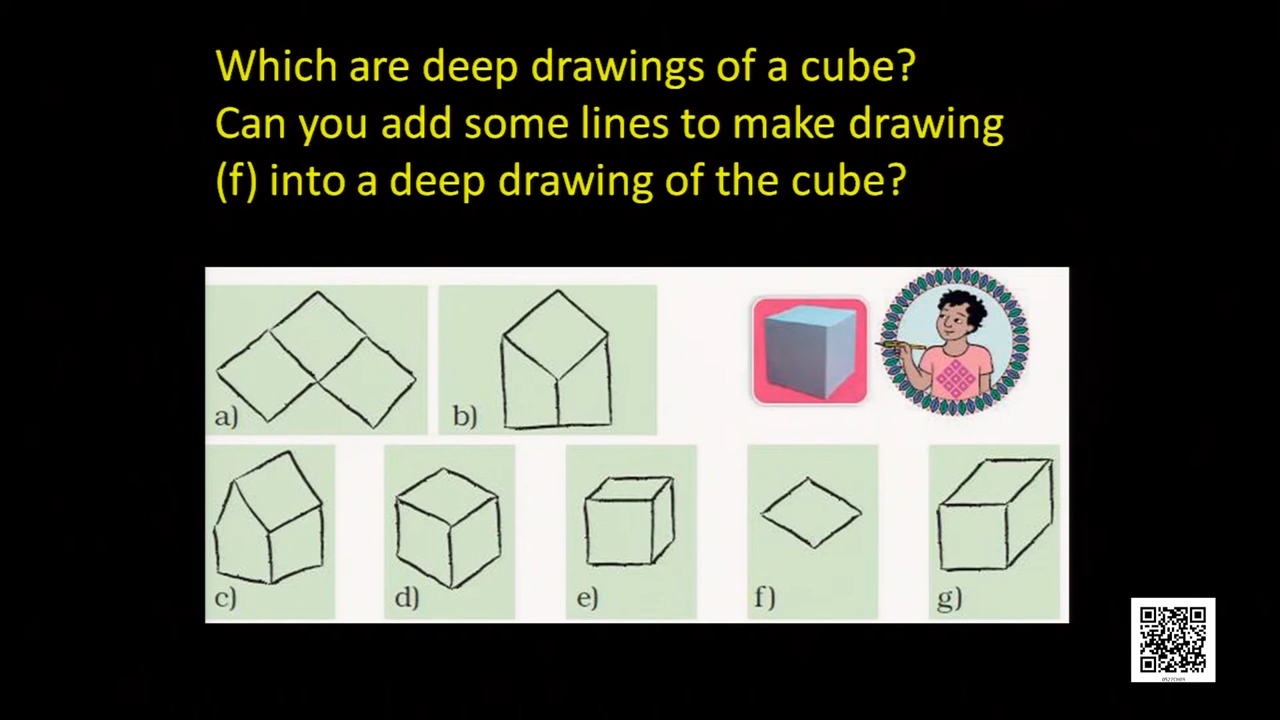 Which are deep drawings of a cube?
Can you add some lines to make drawing
(f) into a deep drawing of the cube?
a)
b)
c)
d)
e)
f)
g)